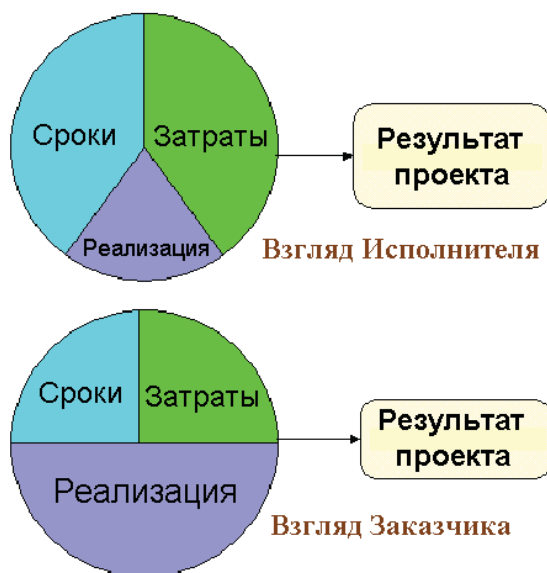 Сроки
Затраты
Реализация
Результат
проекта
Взгляд Исполнителя
Сроки
Затраты
Реализация
Результат
проекта
Взгляд Заказчика